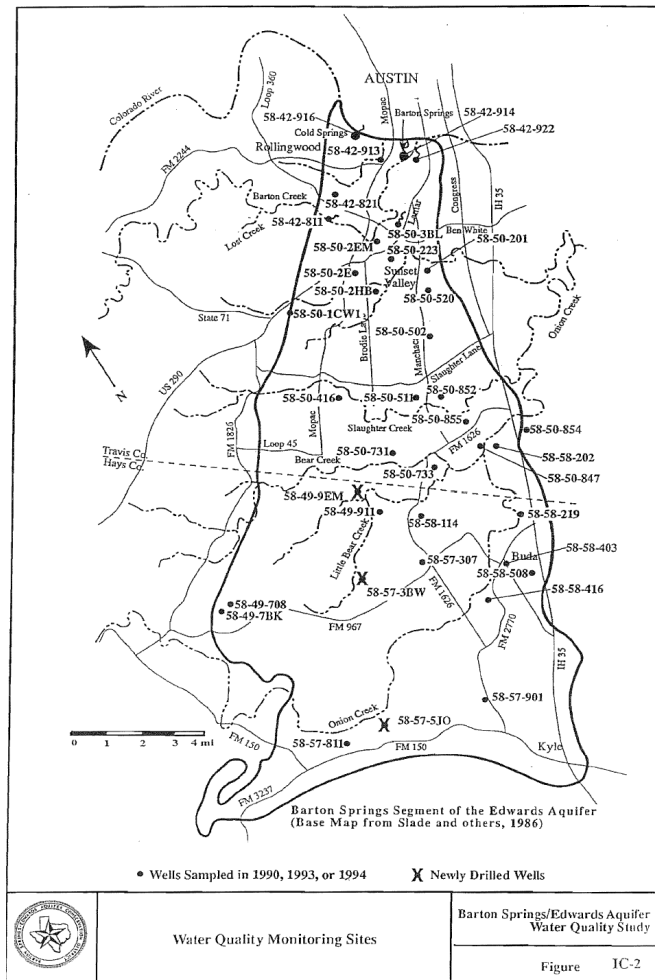 AUSTIN
Colorado River
Loop 360
Mopac
Barton Springs
58-42-914
58-42-916
58-42-922
Cold Springs
Rollingwood
58-42-913
FM 2244
Congress
IH 35
Barton Creek
58-42-821
Lamar
Lost Creek
58-42-811
58-50-3BL
Ben White
58-50-2EM
58-50-201
58-50-223
Sunset
Valley
58-50-2E
58-50-2HB
58-50-520
Onion Creek
State 71
58-50-1CW1
Brodie La.
58-50-502
Manchac
Slaughter Lane
N
US 290
58-50-416
58-50-511
58-50-852
Slaughter Creek
58-50-855
FM 1826
Mopac
Loop 45
FM 1626
58-50-854
Travis Co.
Hays Co.
Bear Creek
58-50-731
58-58-202
58-50-733
58-50-847
58-49-9EM
58-49-911
58-58-114
58-58-219
Little Bear Creek
58-57-307
Buda
58-58-403
58-58-508
58-57-3BW
FM 1626
58-58-416
58-49-708
58-49-7BK
FM 967
FM 2770
IH 35
58-57-901
Onion Creek
58-57-5JO
0 1 2 3 4 mi
FM 150
58-57-811
FM 150
Kyle
FM 3237
Barton Springs Segment of the Edwards Aquifer
(Base Map from Slade and others, 1986)
Wells Sampled in 1990, 1993, or 1994
Newly Drilled Wells
Water Quality Monitoring Sites
Barton Springs/Edwards Aquifer
Water Quality Study
Figure IC-2